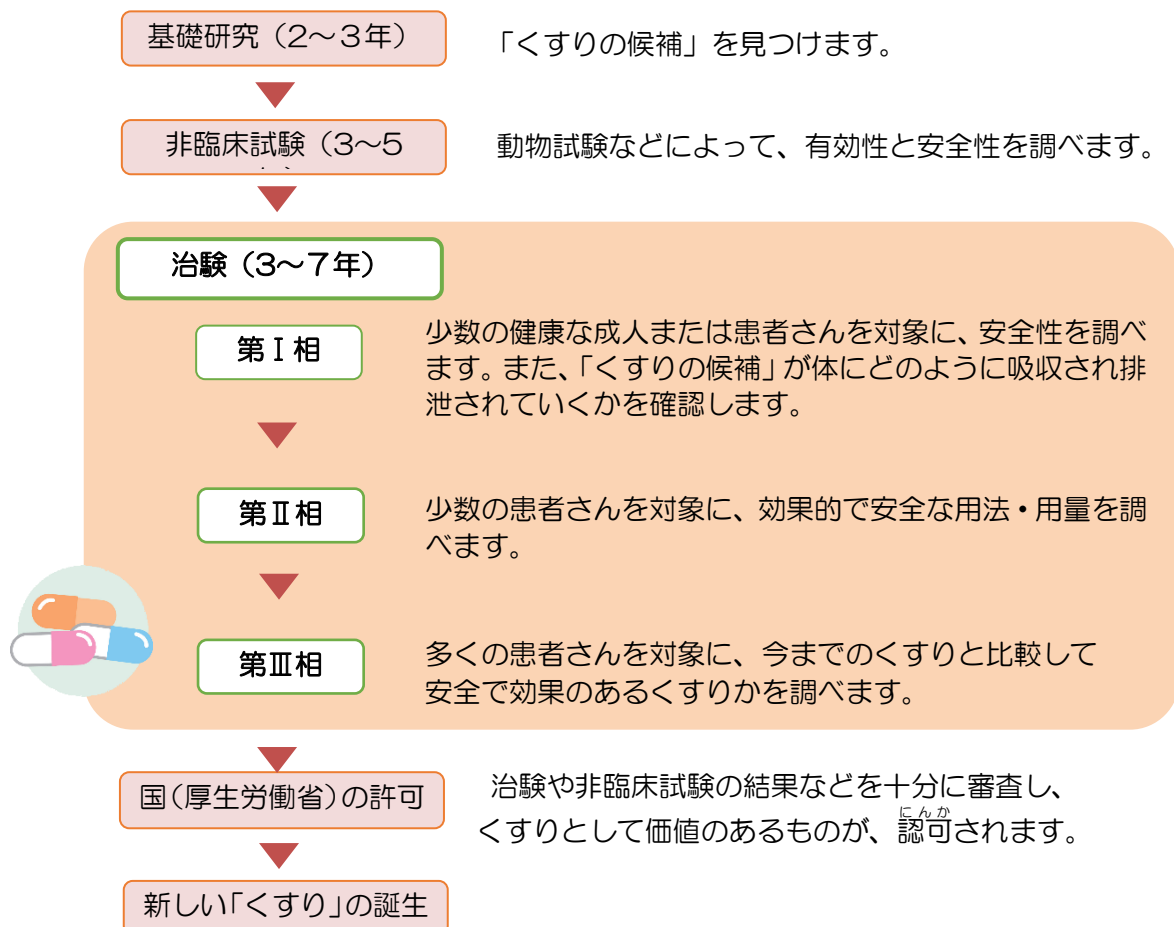 基礎研究（2～3年）
「くすりの候補」を見つけます。
非臨床試験（3～5
動物試験などによって、有効性と安全性を調べます。
治験（3～7年）
第Ⅰ相
少数の健康な成人または患者さんを対象に、安全性を調べ
ます。また、「くすりの候補」が体にどのように吸収され排
泄されていくかを確認します。
第Ⅱ相
少数の患者さんを対象に、効果的で安全な用法・用量を調
べます。
第Ⅲ相
多くの患者さんを対象に、今までのくすりと比較して
安全で効果のあるくすりかを調べます。
国（厚生労働省）の許可
治験や非臨床試験の結果などを十分に審査し、
にんか
くすりとして価値のあるものが、認可されます。
新しい「くすり」の誕生